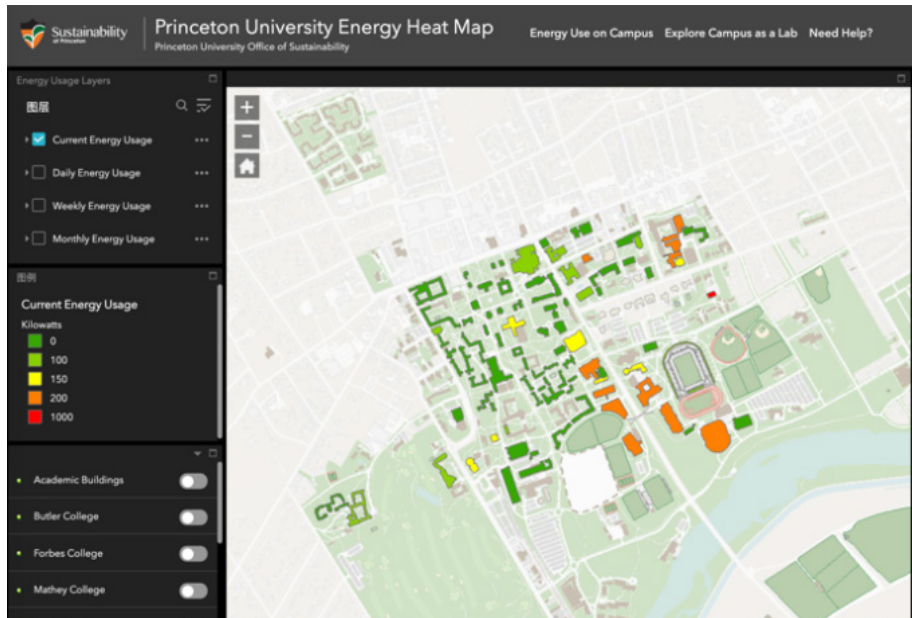 Sustainability
at Princeton
Princeton University Energy Heat Map
Princeton University Office of Sustainability
Energy Use on Campus Explore Campus as a Lab Need Help?
Energy Usage Layers
图层
Current Energy Usage
Daily Energy Usage
Weekly Energy Usage
Monthly Energy Usage
图例
Current Energy Usage
Kilowatts
0
100
150
200
1000
Academic Buildings
Butler College
Forbes College
Mathey College